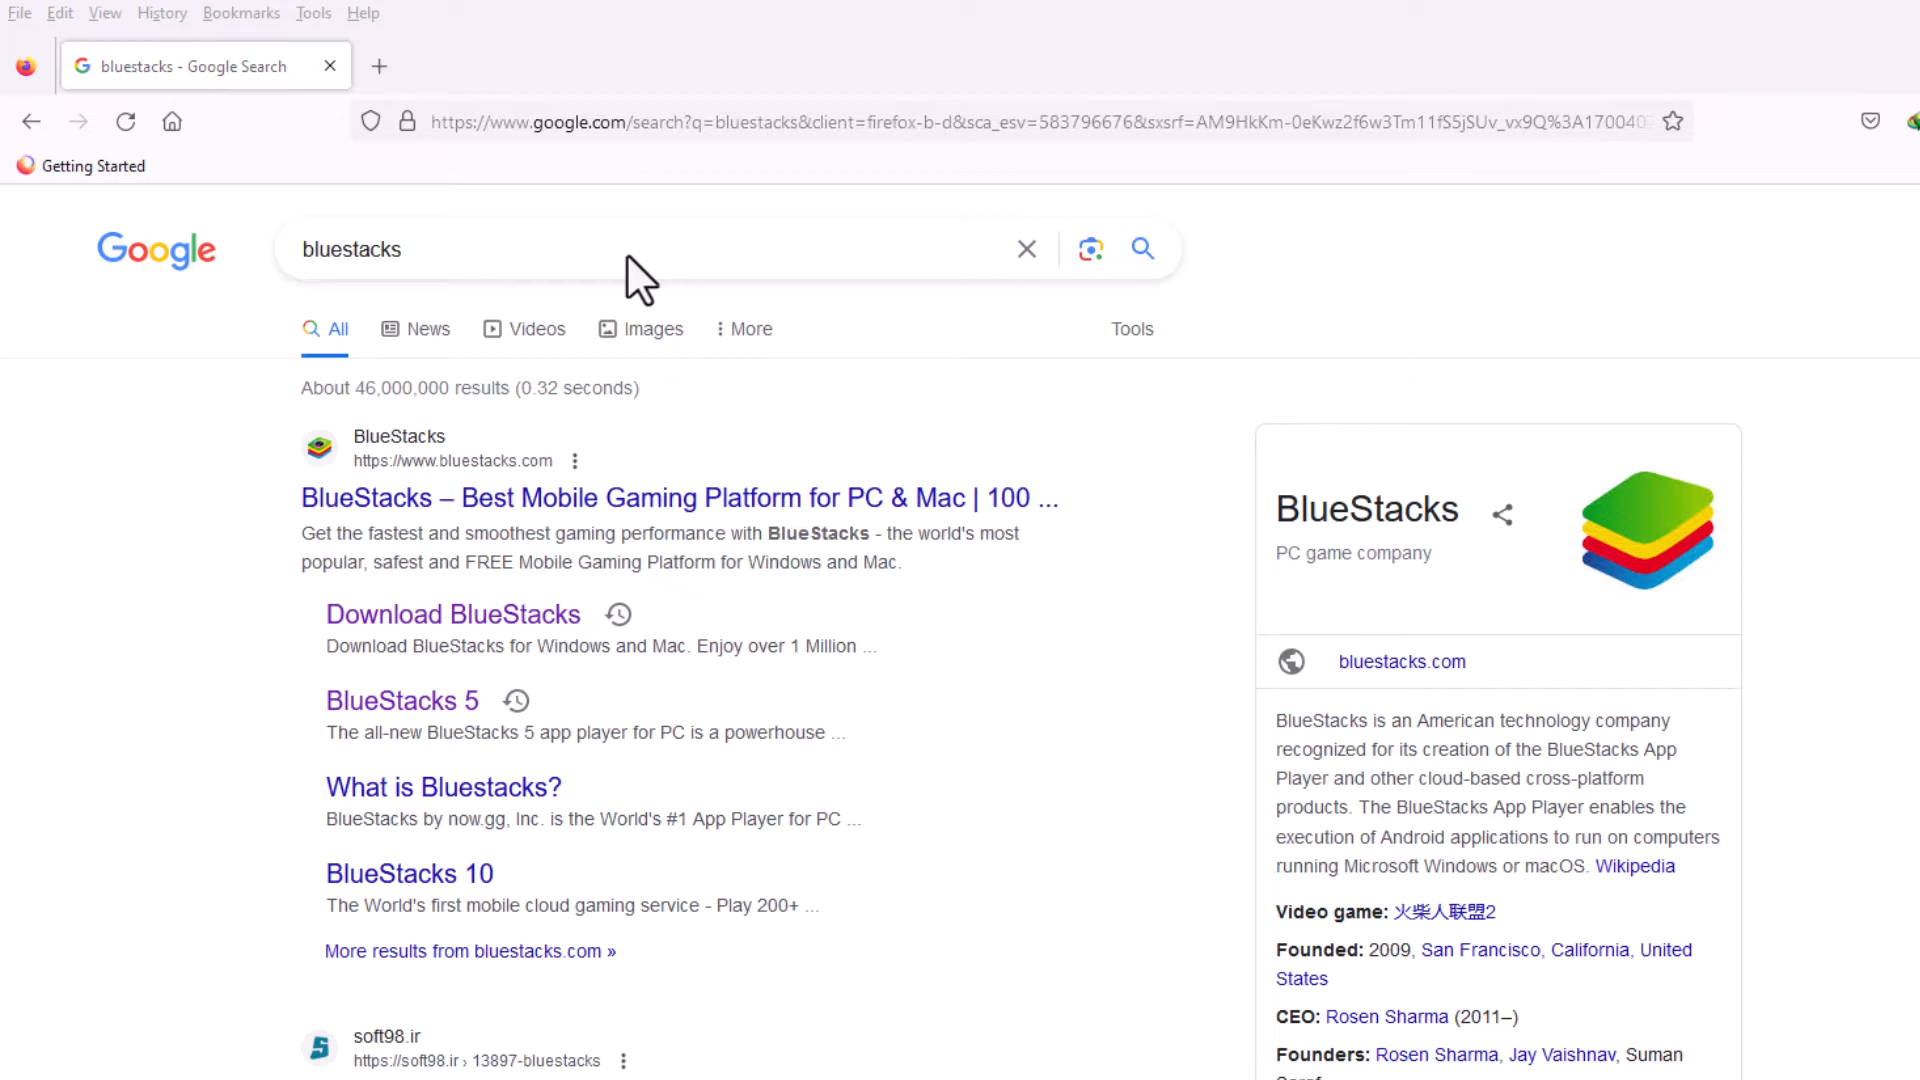 File Edit View History Bookmarks Tools Help
bluestacks - Google Search
https://www.google.com/search?q=bluestacks&client=firefox-b-d&sca_esv=583796676&sxsrf=AM9HkKm-0eKwz2f6w3Tm11fS5jSUv_vx9Q%3A170040
Getting Started
Google
bluestacks
All News Videos Images More Tools
About 46,000,000 results (0.32 seconds)
BlueStacks
https://www.bluestacks.com
BlueStacks – Best Mobile Gaming Platform for PC & Mac | 100 ...
Get the fastest and smoothest gaming performance with BlueStacks - the world's most
popular, safest and FREE Mobile Gaming Platform for Windows and Mac.
Download BlueStacks
Download BlueStacks for Windows and Mac. Enjoy over 1 Million ...
BlueStacks 5
The all-new BlueStacks 5 app player for PC is a powerhouse ...
What is Bluestacks?
BlueStacks by now.gg, Inc. is the World's #1 App Player for PC ...
BlueStacks 10
The World's first mobile cloud gaming service - Play 200+ ...
More results from bluestacks.com »
soft98.ir
https://soft98.ir › 13897-bluestacks
BlueStacks
PC game company
bluestacks.com
BlueStacks is an American technology company
recognized for its creation of the BlueStacks App
Player and other cloud-based cross-platform
products. The BlueStacks App Player enables the
execution of Android applications to run on computers
running Microsoft Windows or macOS. Wikipedia
Video game: 火柴人联盟2
Founded: 2009, San Francisco, California, United
States
CEO: Rosen Sharma (2011–)
Founders: Rosen Sharma, Jay Vaishnav, Suman